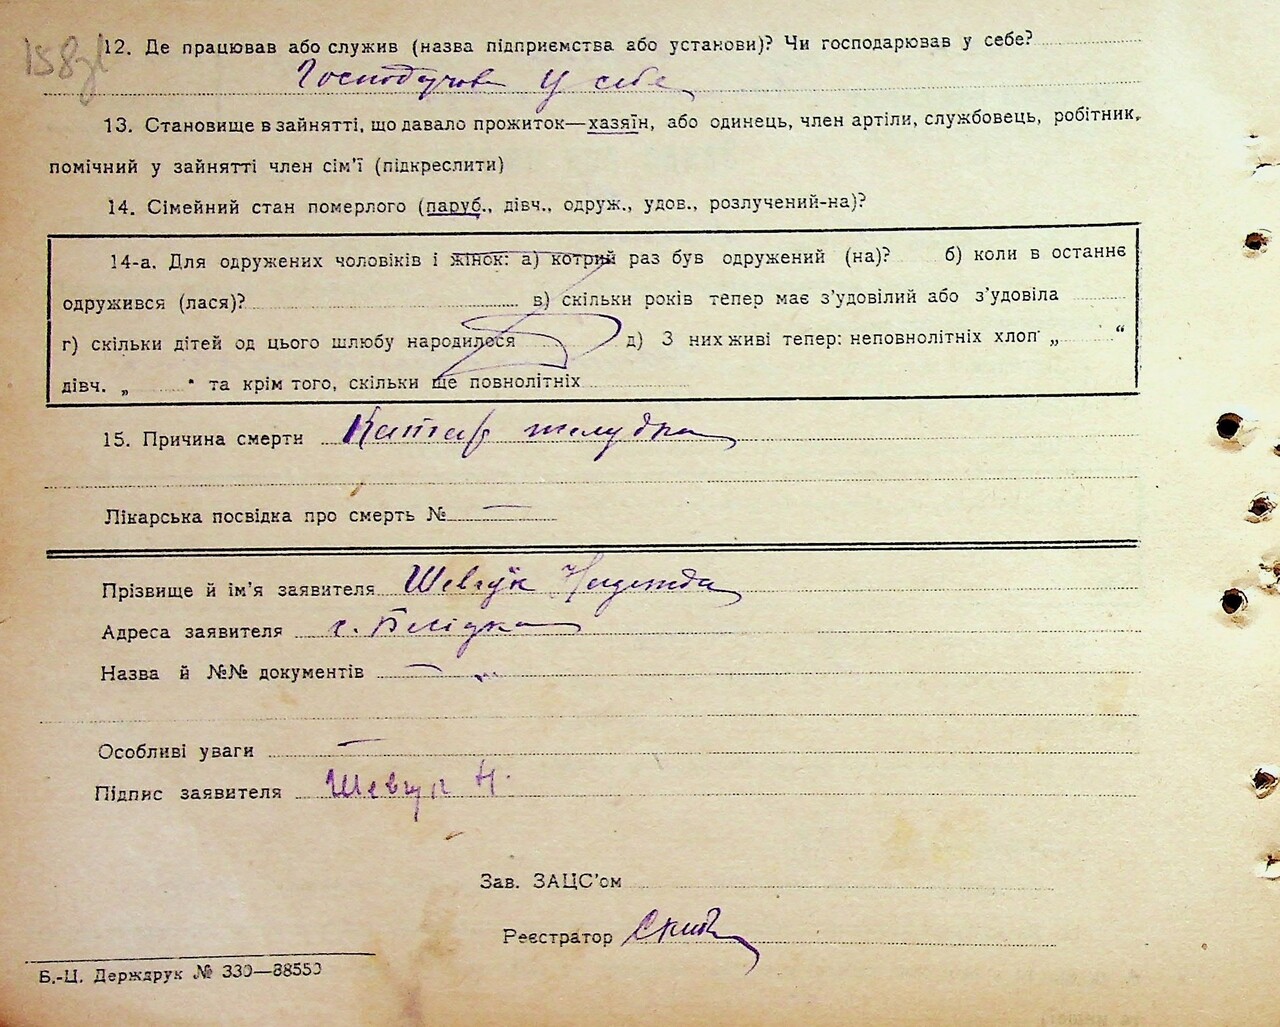 158
12. Де працював або служив (назва підприємства або установи)? Чи господарював у себе?
Господарював у себе
13. Становище в зайнятті, що давало прожиток—хазяїн, або одинець, член артіли, службовець, робітник,
помічний у зайнятті член сім'ї (підкреслити)
14. Сімейний стан померлого (паруб., дівч., одруж., удов., розлучений-на)?
14-а. Для одружених чоловіків і жінок: а) котрий раз був одружений (на)? б) коли в останнє
одружився (лася)? в) скільки років тепер має з'удовілий або з'удовіла
г) скільки дітей од цього шлюбу народилося д) З них живі тепер: неповнолітніх хлоп „ “
дівч. „ “ та крім того, скільки ще повнолітніх
15. Причина смерти Катар желудка
Лікарська посвідка про смерть № —
Прізвище й ім'я заявителя Шевчук Надежда
Адреса заявителя с.
Назва й №№ документів —
Особливі уваги —
Підпис заявителя Шевчук Н.
Зав. ЗАЦС'ом
Реєстратор
Б.-Ц. Держдрук № 330—88550